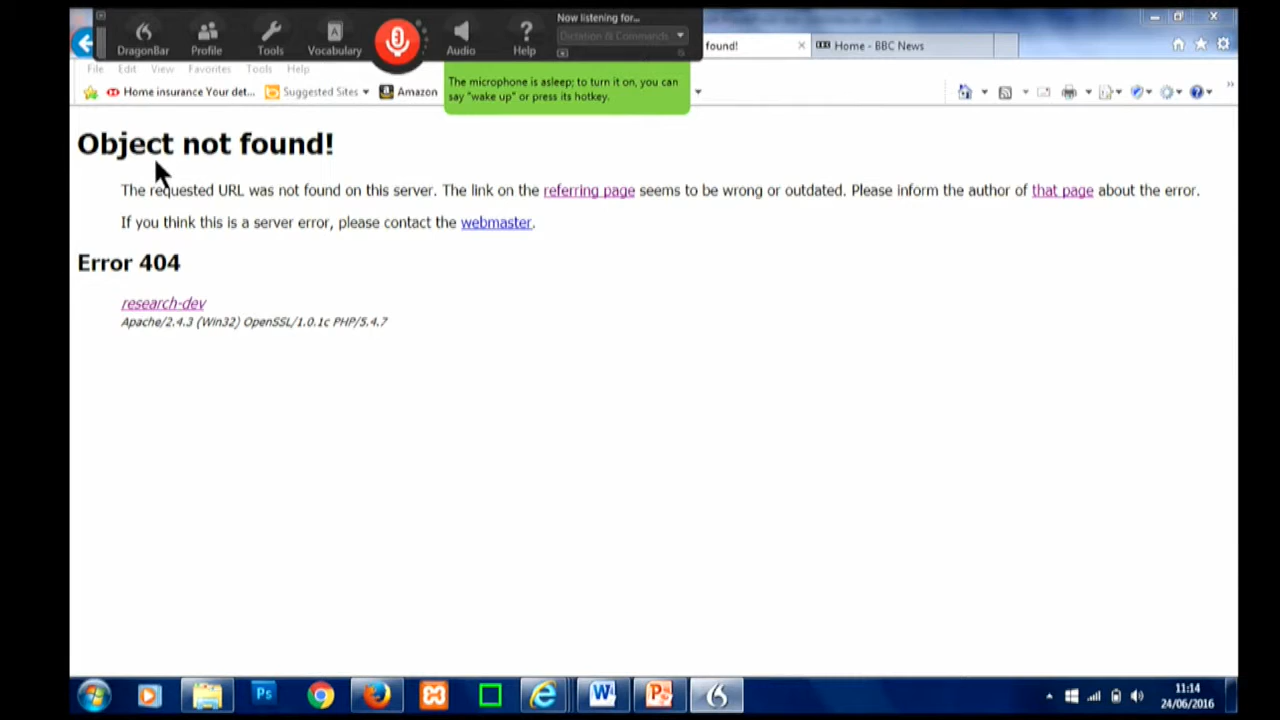 DragonBar Profile Tools Vocabulary Audio Help
Now listening for...
Dictation & Commands
The microphone is asleep; to turn it on, you can
say "wake up" or press its hotkey.
found!
Home - BBC News
File Edit View Favorites Tools Help
Home insurance Your det... Suggested Sites Amazon
Object not found!
The requested URL was not found on this server. The link on the referring page seems to be wrong or outdated. Please inform the author of that page about the error.
If you think this is a server error, please contact the webmaster.
Error 404
research-dev
Apache/2.4.3 (Win32) OpenSSL/1.0.1c PHP/5.4.7
11:14
24/06/2016